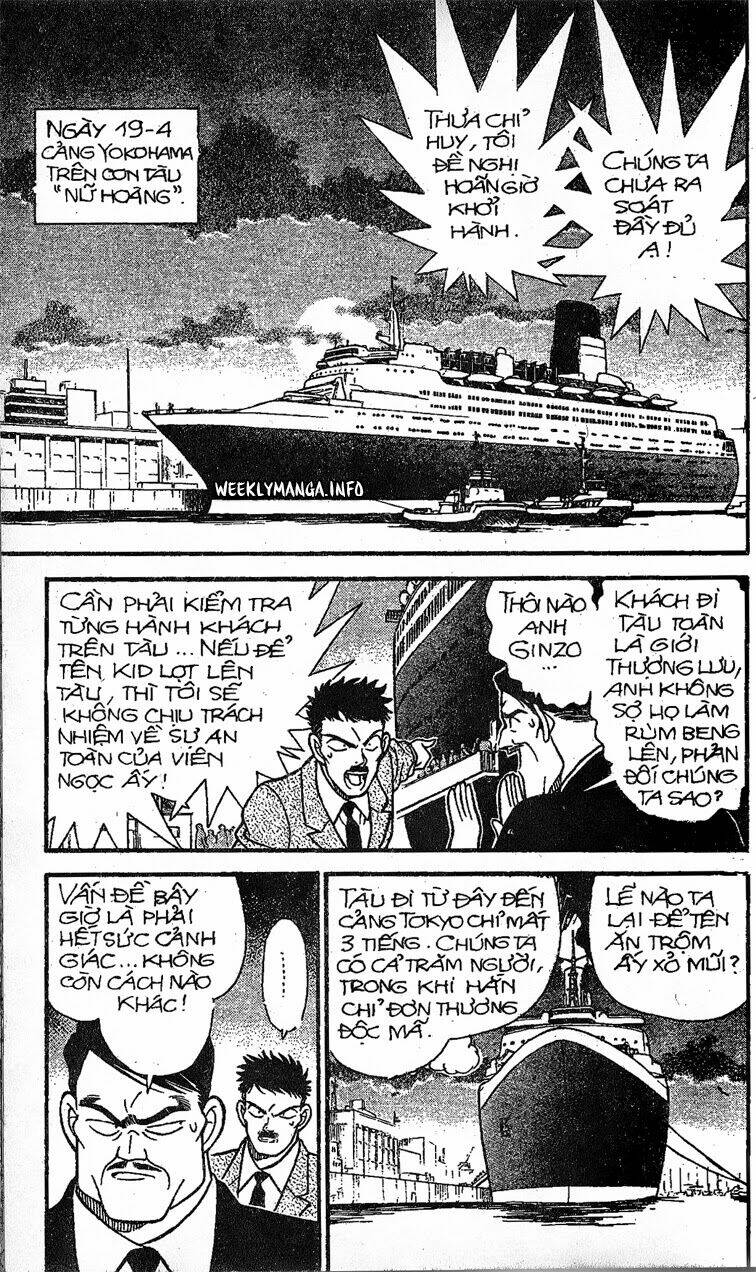 NGÀY 19-4
CẢNG YOKOHAMA
TRÊN CON TÀU
"NỮ HOẢNG".
THƯA CHỈ
HUY, TÔI
ĐỀ NGHỊ
HOÃN GIỜ
KHỞI
HÀNH.
CHÚNG TA
CHƯA RA
SOÁT
ĐẦY ĐỦ
Ạ!
WEEKLYMANGA.INFO
CẦN PHẢI KIỂM TRA
TỪNG HÀNH KHÁCH
TRÊN TÀU... NẾU ĐỂ
TÊN KID LỌT LÊN
TÀU, THÌ TÔI SẼ
KHÔNG CHỊU TRÁCH
NHIỆM VỀ SỰ AN
TOÀN CỦA VIÊN
NGỌC ẤY!
THÔI NÀO
ANH
GINZO
...
KHÁCH ĐI
TÀU TOÀN
LÀ GIỚI
THƯỢNG LƯU,
ANH KHÔNG
SỢ HỌ LÀM
RÙM BENG
LÊN, PHẢN
ĐỐI CHÚNG
TA SAO?
VẤN ĐỀ BÂY
GIỜ LÀ PHẢI
HẾT SỨC CẢNH
GIÁC... KHÔNG
CÒN CÁCH NÀO
KHÁC!
......
TÀU ĐI TỪ ĐÂY ĐẾN
CẢNG TOKYO CHỈ MẤT
3 TIẾNG. CHÚNG TA
CÓ CẢ TRĂM NGƯỜI,
TRONG KHI HẮN
CHỈ ĐƠN THƯƠNG
ĐỘC MÃ.
LẼ NÀO TA
LẠI ĐỂ TÊN
ĂN TRỘM
ẤY XỎ MŨI?